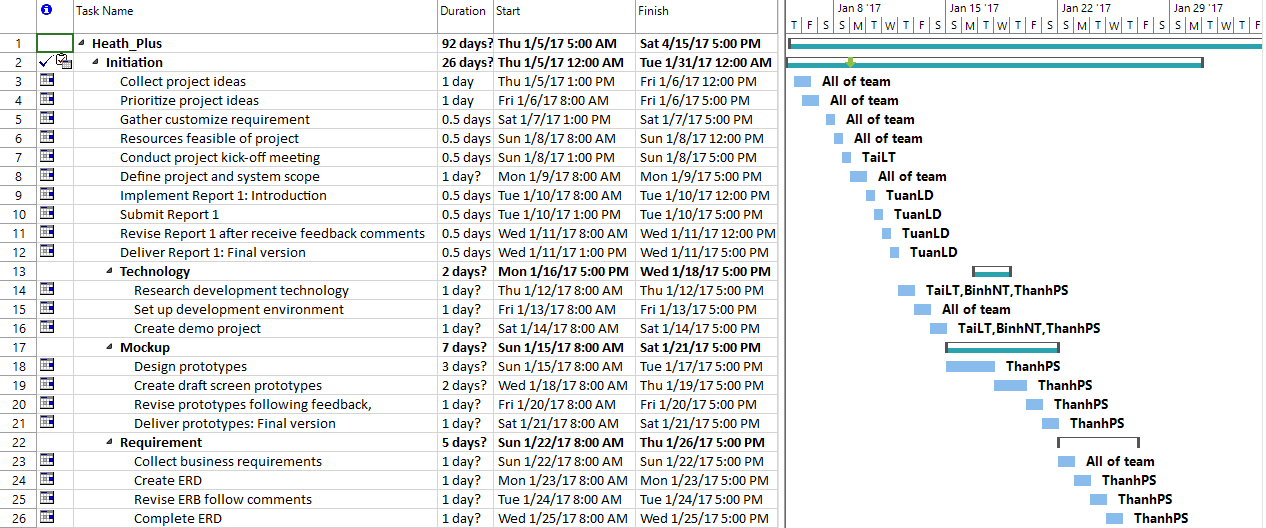 Task Name Duration Start Finish Jan 8 '17 Jan 15 '17 Jan 22 '17 Jan 29 '17
T F S S M T W T F S S M T W T F S S M T W T F S S M T W T F
1 Heath_Plus 92 days? Thu 1/5/17 5:00 AM Sat 4/15/17 5:00 PM
2 Initiation 26 days? Thu 1/5/17 12:00 AM Tue 1/31/17 12:00 AM
3 Collect project ideas 1 day Thu 1/5/17 1:00 PM Fri 1/6/17 12:00 PM All of team
4 Prioritize project ideas 1 day Fri 1/6/17 8:00 AM Fri 1/6/17 5:00 PM All of team
5 Gather customize requirement 0.5 days Sat 1/7/17 1:00 PM Sat 1/7/17 5:00 PM All of team
6 Resources feasible of project 0.5 days Sun 1/8/17 8:00 AM Sun 1/8/17 12:00 PM All of team
7 Conduct project kick-off meeting 0.5 days Sun 1/8/17 1:00 PM Sun 1/8/17 5:00 PM TaiLT
8 Define project and system scope 1 day? Mon 1/9/17 8:00 AM Mon 1/9/17 5:00 PM All of team
9 Implement Report 1: Introduction 0.5 days Tue 1/10/17 8:00 AM Tue 1/10/17 12:00 PM TuanLD
10 Submit Report 1 0.5 days Tue 1/10/17 1:00 PM Tue 1/10/17 5:00 PM TuanLD
11 Revise Report 1 after receive feedback comments 0.5 days Wed 1/11/17 8:00 AM Wed 1/11/17 12:00 PM TuanLD
12 Deliver Report 1: Final version 0.5 days Wed 1/11/17 1:00 PM Wed 1/11/17 5:00 PM TuanLD
13 Technology 2 days? Mon 1/16/17 5:00 PM Wed 1/18/17 5:00 PM
14 Research development technology 1 day? Thu 1/12/17 8:00 AM Thu 1/12/17 5:00 PM TaiLT,BinhNT,ThanhPS
15 Set up development environment 1 day? Fri 1/13/17 8:00 AM Fri 1/13/17 5:00 PM All of team
16 Create demo project 1 day? Sat 1/14/17 8:00 AM Sat 1/14/17 5:00 PM TaiLT,BinhNT,ThanhPS
17 Mockup 7 days? Sun 1/15/17 8:00 AM Sat 1/21/17 5:00 PM
18 Design prototypes 3 days? Sun 1/15/17 8:00 AM Tue 1/17/17 5:00 PM ThanhPS
19 Create draft screen prototypes 2 days? Wed 1/18/17 8:00 AM Thu 1/19/17 5:00 PM ThanhPS
20 Revise prototypes following feedback, 1 day? Fri 1/20/17 8:00 AM Fri 1/20/17 5:00 PM ThanhPS
21 Deliver prototypes: Final version 1 day? Sat 1/21/17 8:00 AM Sat 1/21/17 5:00 PM ThanhPS
22 Requirement 5 days? Sun 1/22/17 8:00 AM Thu 1/26/17 5:00 PM
23 Collect business requirements 1 day? Sun 1/22/17 8:00 AM Sun 1/22/17 5:00 PM All of team
24 Create ERD 1 day? Mon 1/23/17 8:00 AM Mon 1/23/17 5:00 PM ThanhPS
25 Revise ERB follow comments 1 day? Tue 1/24/17 8:00 AM Tue 1/24/17 5:00 PM ThanhPS
26 Complete ERD 1 day? Wed 1/25/17 8:00 AM Wed 1/25/17 5:00 PM ThanhPS